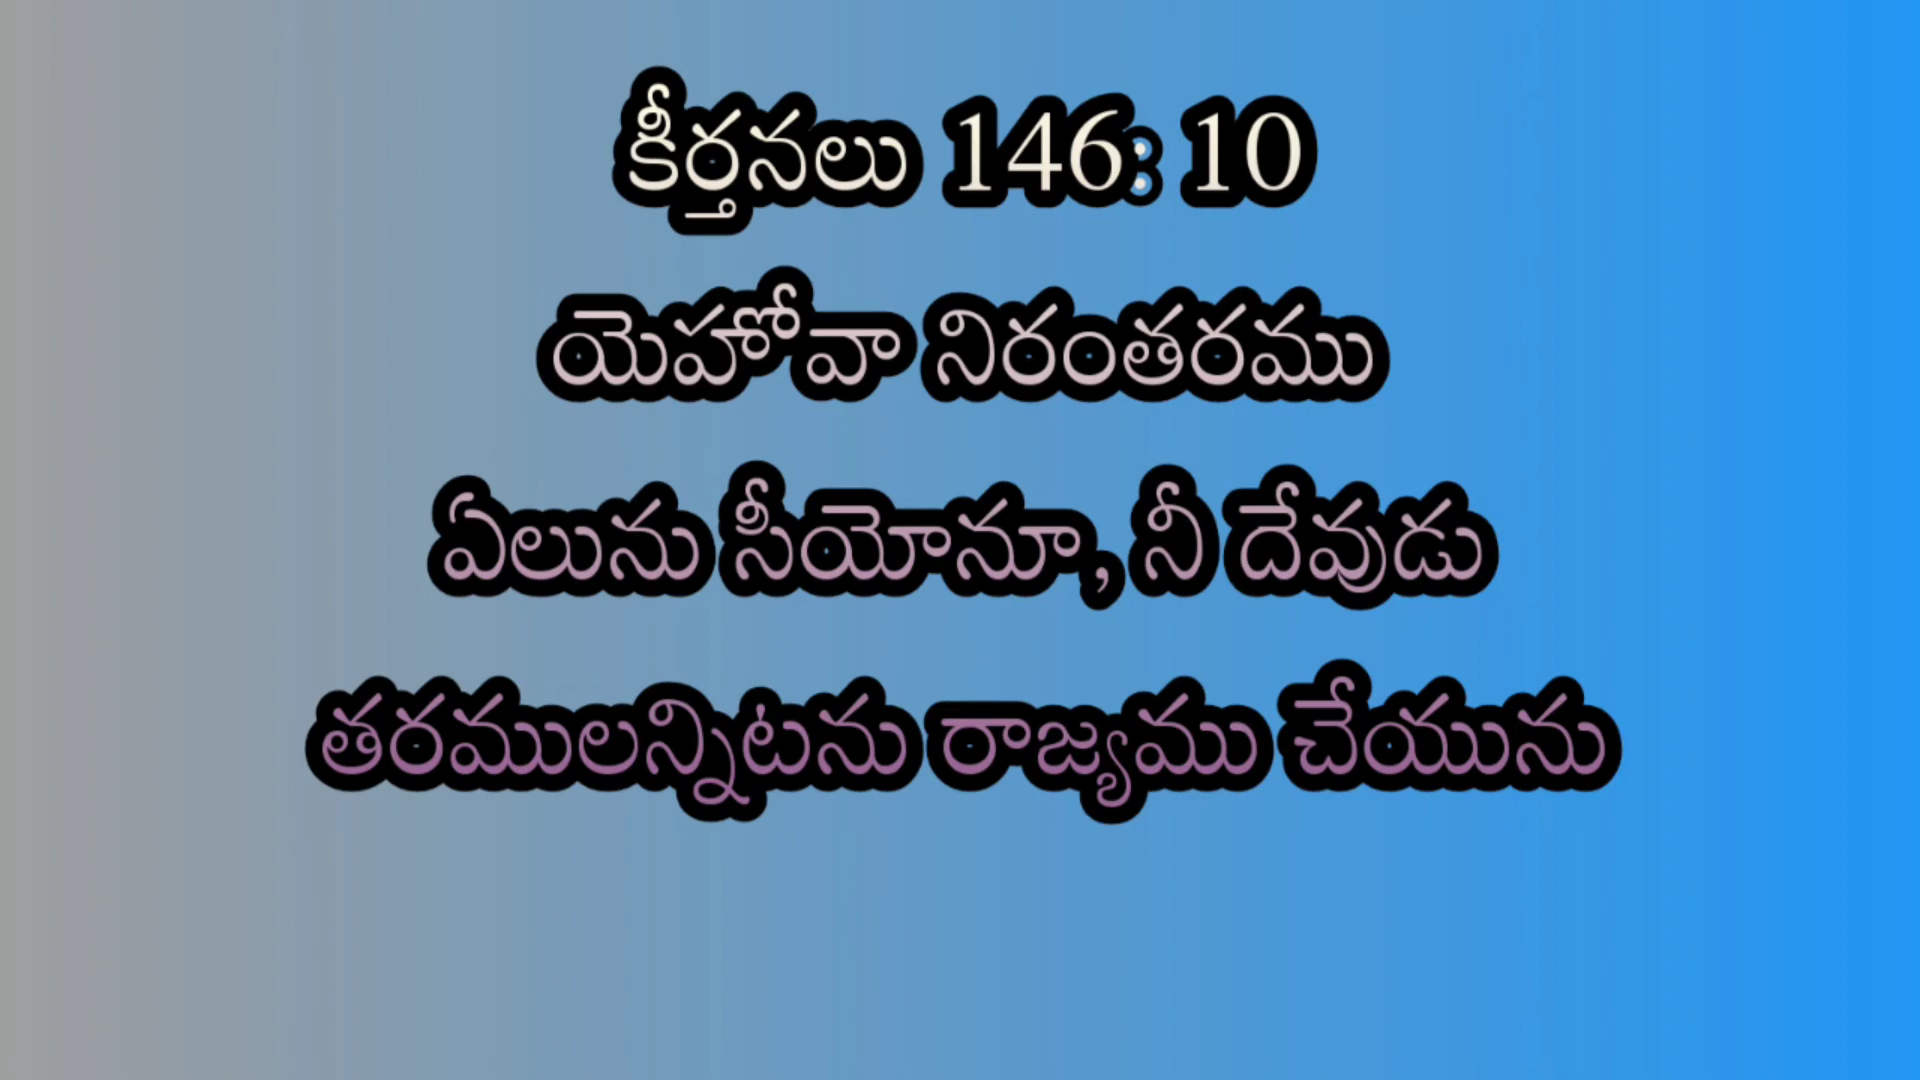 కీర్తనలు 146: 10
యెహోవా నిరంతరము
ఏలును సీయోనూ, నీ దేవుడు
తరములన్నిటను రాజ్యము చేయును